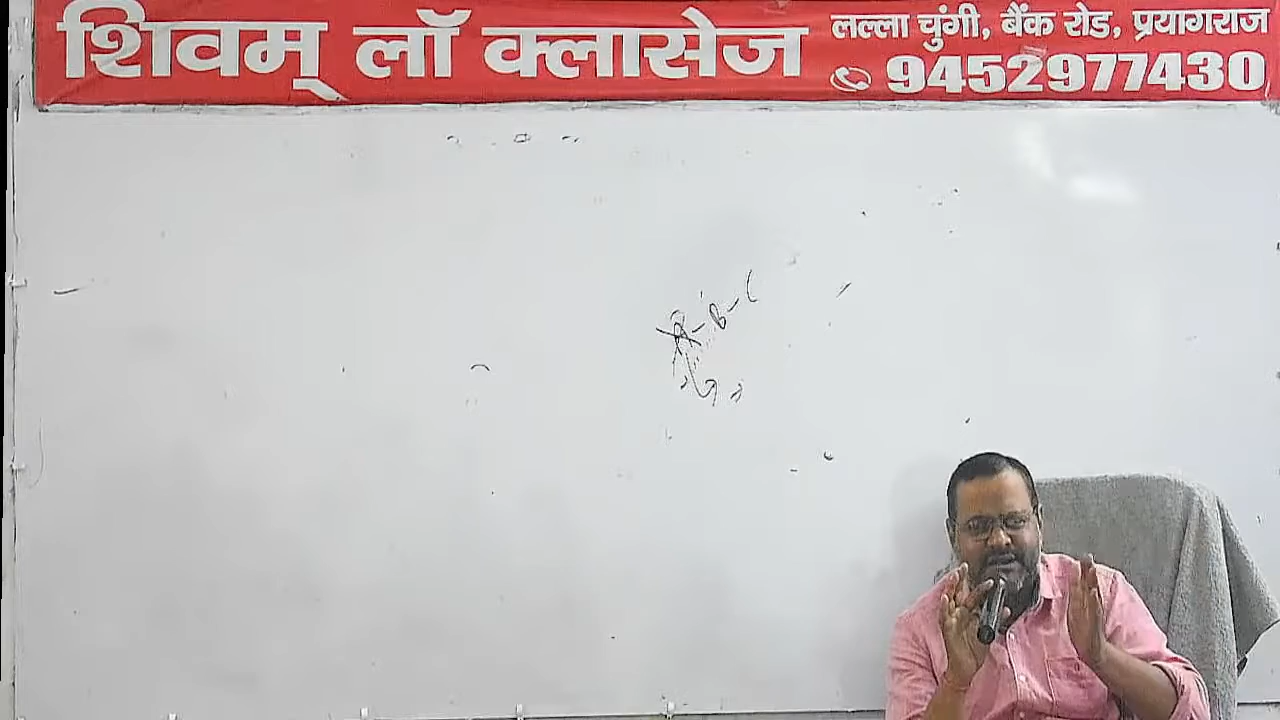 शिवम् लॉ क्लासेज
लल्ला चुंगी, बैंक रोड, प्रयागराज
9452977430
A-B-C